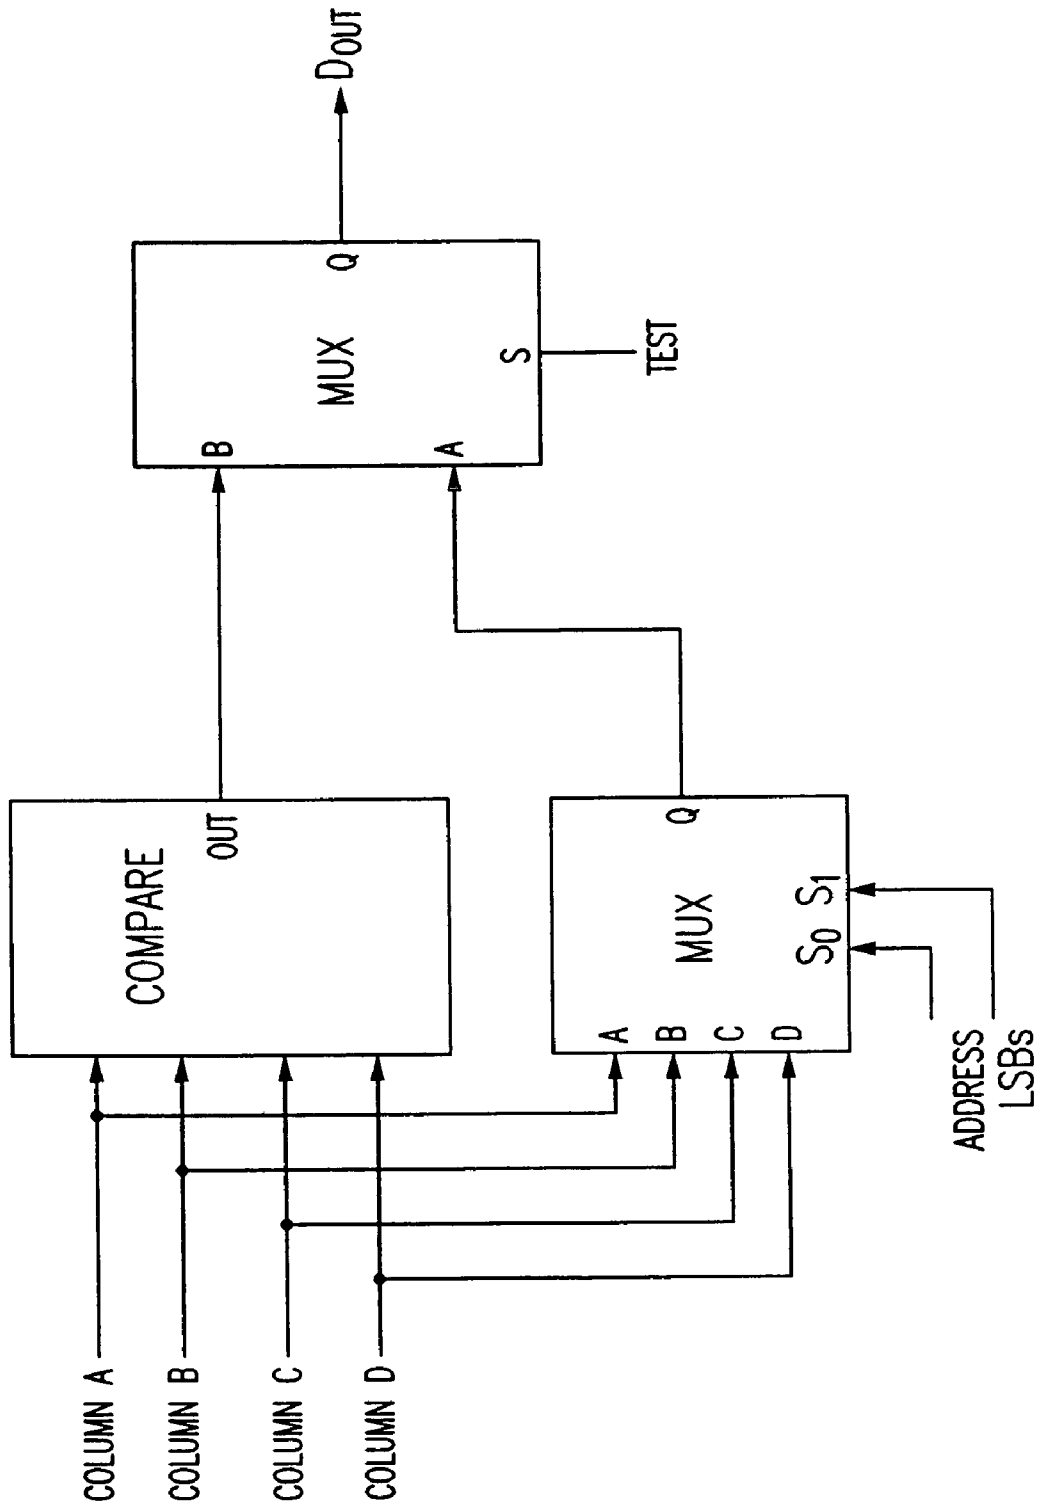 COLUMN A
COLUMN B
COLUMN C
COLUMN D
COMPARE
OUT
A
B
C
D
MUX
Q
S0
S1
ADDRESS
LSBs
B
A
MUX
Q
S
TEST
DOUT